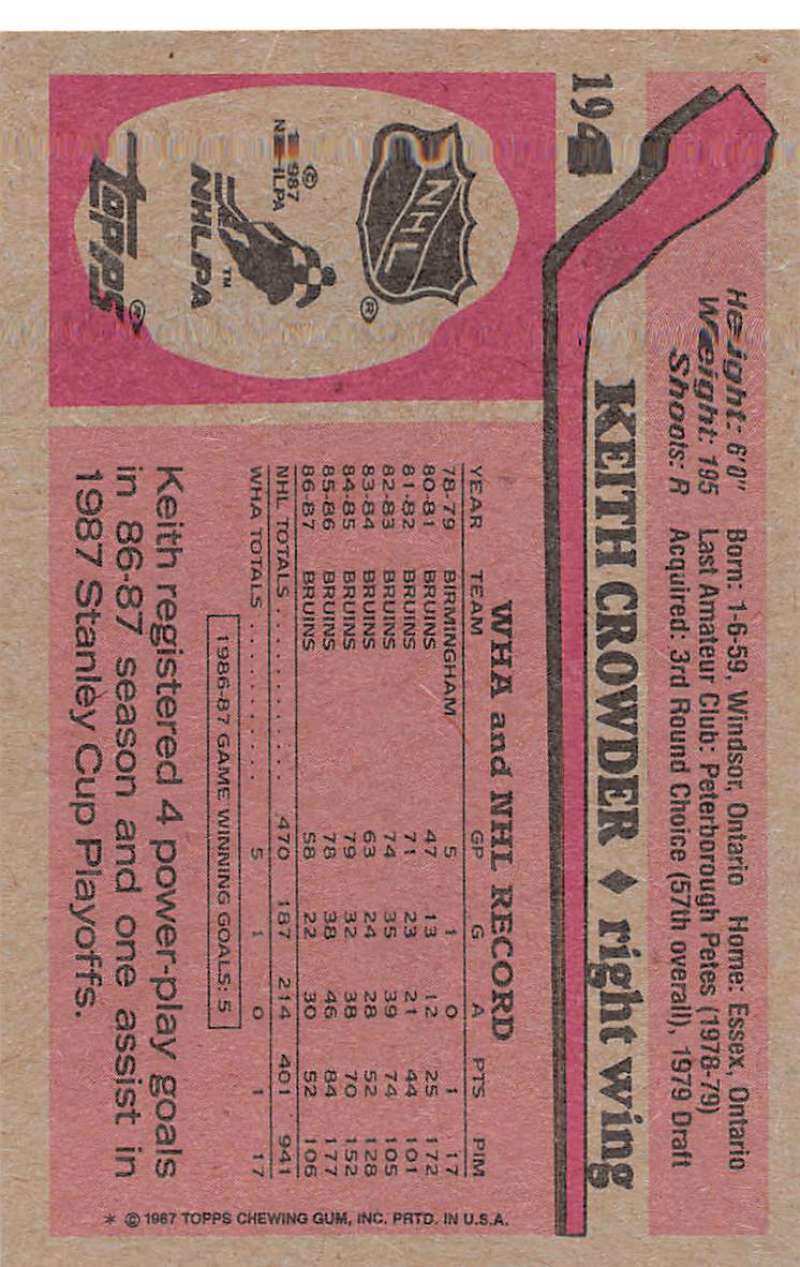 194
Height: 6'0" Born: 1-6-59, Windsor, Ontario Home: Essex, Ontario
Weight: 195 Last Amateur Club: Peterborough Petes (1978-79)
Shoots: R Acquired: 3rd Round Choice (57th overall), 1979 Draft
KEITH CROWDER ♦ right wing
NHL ®
© 1987
NHLPA
TM
NHLPA
TOPPS ®
WHA and NHL RECORD
YEAR TEAM GP G A PTS PIM
78-79 BIRMINGHAM 5 1 0 1 17
80-81 BRUINS 47 13 12 25 172
81-82 BRUINS 71 23 21 44 101
82-83 BRUINS 74 35 39 74 105
83-84 BRUINS 63 24 28 52 128
84-85 BRUINS 79 32 38 70 152
85-86 BRUINS 78 38 46 84 177
86-87 BRUINS 58 22 30 52 106
NHL TOTALS . . . . . . . . . . . . 470 187 214 401 941
WHA TOTALS . . . . . . . . . . . . 5 1 0 1 17
1986-87 GAME WINNING GOALS: 5
Keith registered 4 power-play goals
in 86-87 season and one assist in
1987 Stanley Cup Playoffs.
* © 1987 TOPPS CHEWING GUM, INC. PRTD. IN U.S.A.